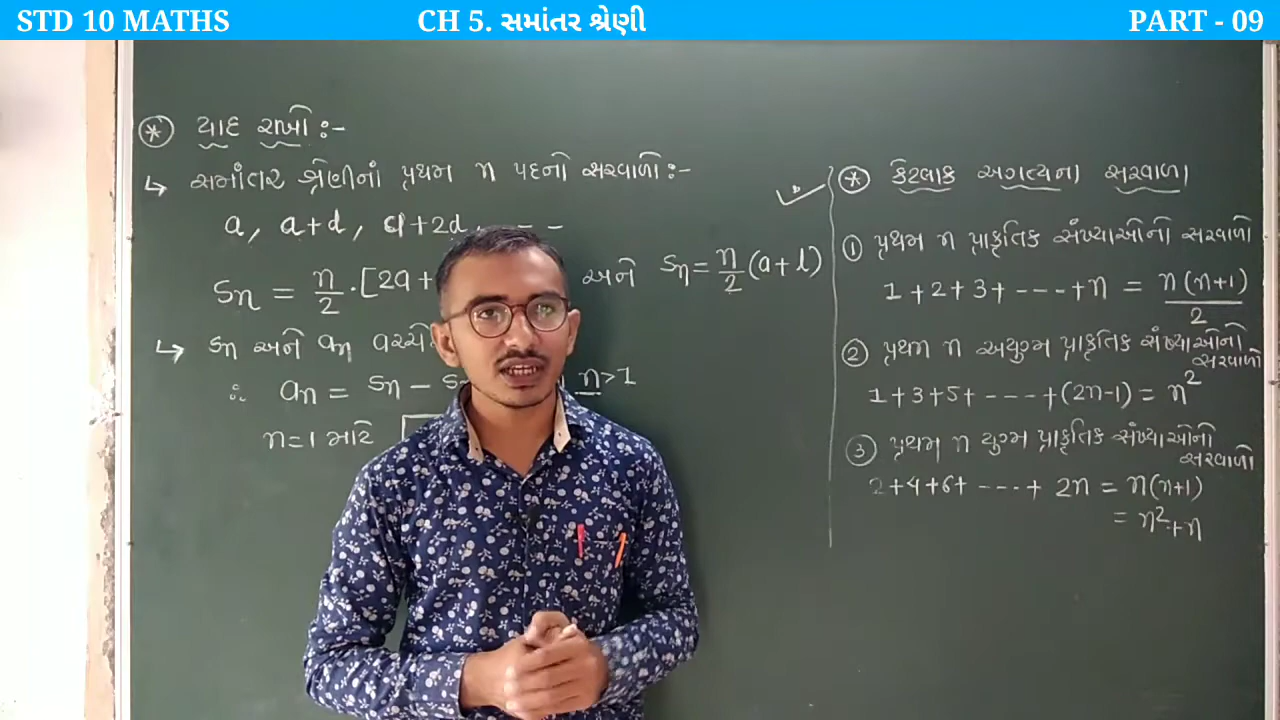 STD 10 MATHS CH 5. સમાંતર શ્રેણી PART - 09
* યાદ રાખો :-
↳ સમાંતર શ્રેણીનાં પ્રથમ n પદનો સરવાળો :-
a, a+d, a+2d, - - -
Sn = n/2 . [2a+ અને Sn = n/2 (a+l)
↳ Sn અને an વચ્ચે
∴ an = Sn - S n>1
n=1 માટે
* કેટલાક અગત્યના સરવાળા
1 પ્રથમ n પ્રાકૃતિક સંખ્યાઓનો સરવાળો
1+2+3+ ---- +n = n(n+1)/2
2 પ્રથમ n અયુગ્મ પ્રાકૃતિક સંખ્યાઓનો
સરવાળો
1+3+5+ ---- +(2n-1) = n²
3 પ્રથમ n યુગ્મ પ્રાકૃતિક સંખ્યાઓનો
સરવાળો
2+4+6+ ---- + 2n = n(n+1)
= n²+n